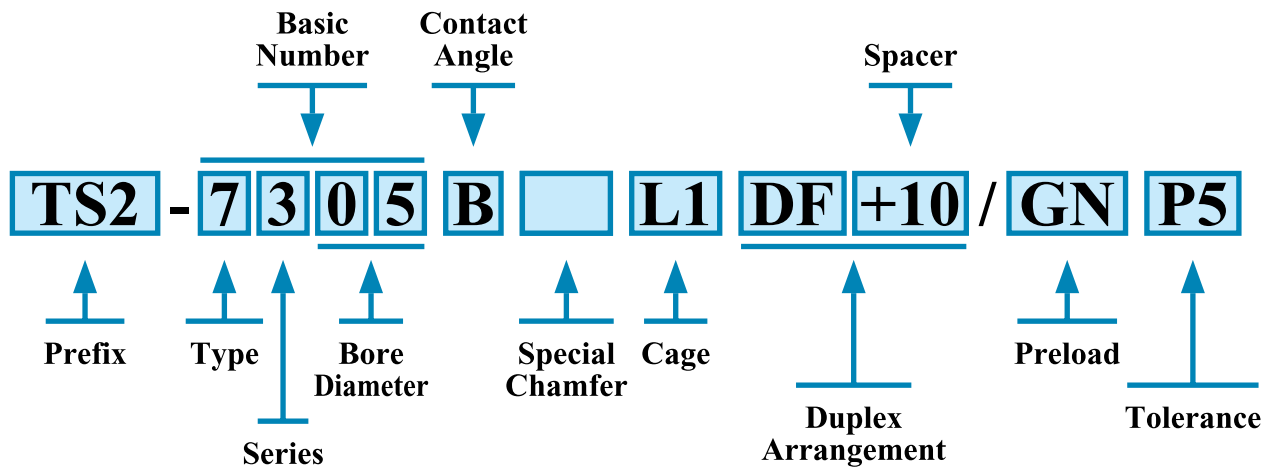 Basic
Number
Contact
Angle
Spacer
TS2 - 7 3 0 5 B L1 DF +10 / GN P5
Prefix
Type
Series
Bore
Diameter
Special
Chamfer
Cage
Duplex
Arrangement
Preload
Tolerance